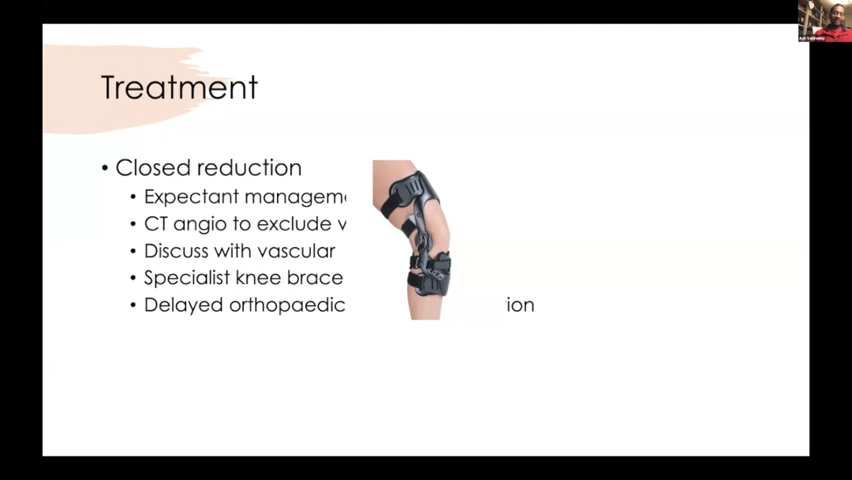 Treatment
• Closed reduction
• Expectant managem
• CT angio to exclude v
• Discuss with vascular
• Specialist knee brace
• Delayed orthopaedic ion